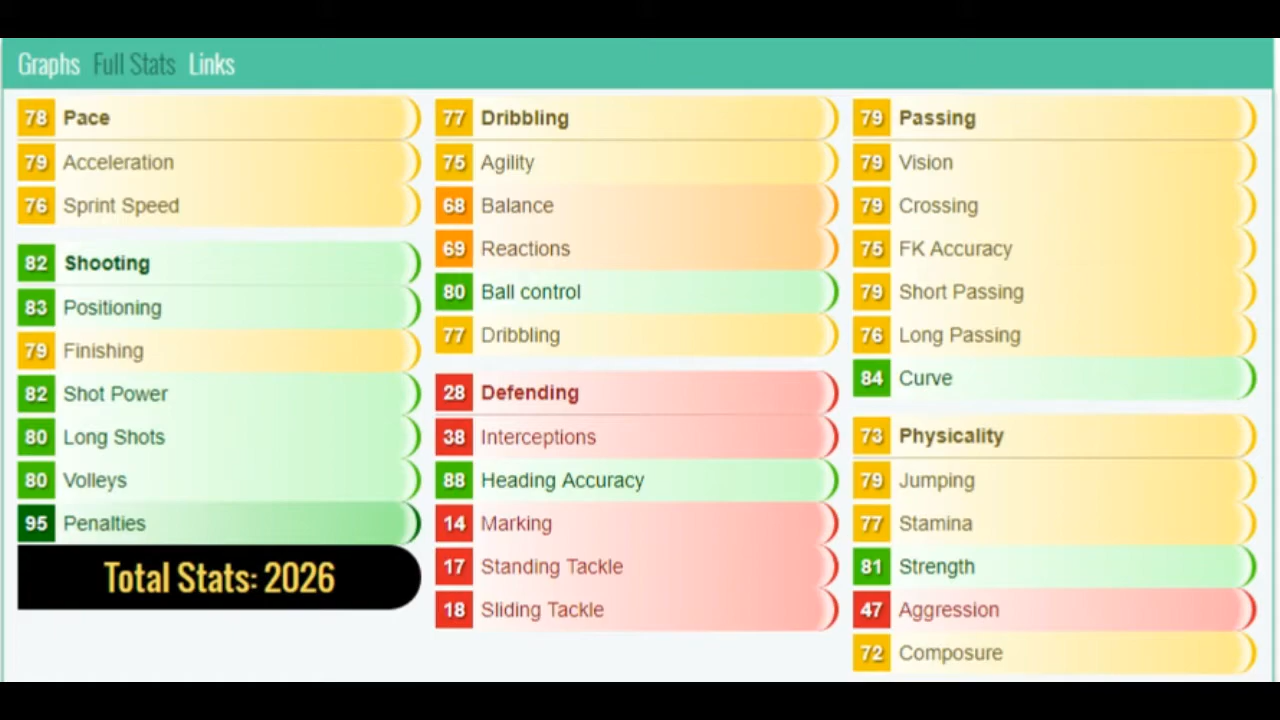 Graphs Full Stats Links
78 Pace
79 Acceleration
76 Sprint Speed
82 Shooting
83 Positioning
79 Finishing
82 Shot Power
80 Long Shots
80 Volleys
95 Penalties
Total Stats: 2026
77 Dribbling
75 Agility
68 Balance
69 Reactions
80 Ball control
77 Dribbling
28 Defending
38 Interceptions
88 Heading Accuracy
14 Marking
17 Standing Tackle
18 Sliding Tackle
79 Passing
79 Vision
79 Crossing
75 FK Accuracy
79 Short Passing
76 Long Passing
84 Curve
73 Physicality
79 Jumping
77 Stamina
81 Strength
47 Aggression
72 Composure